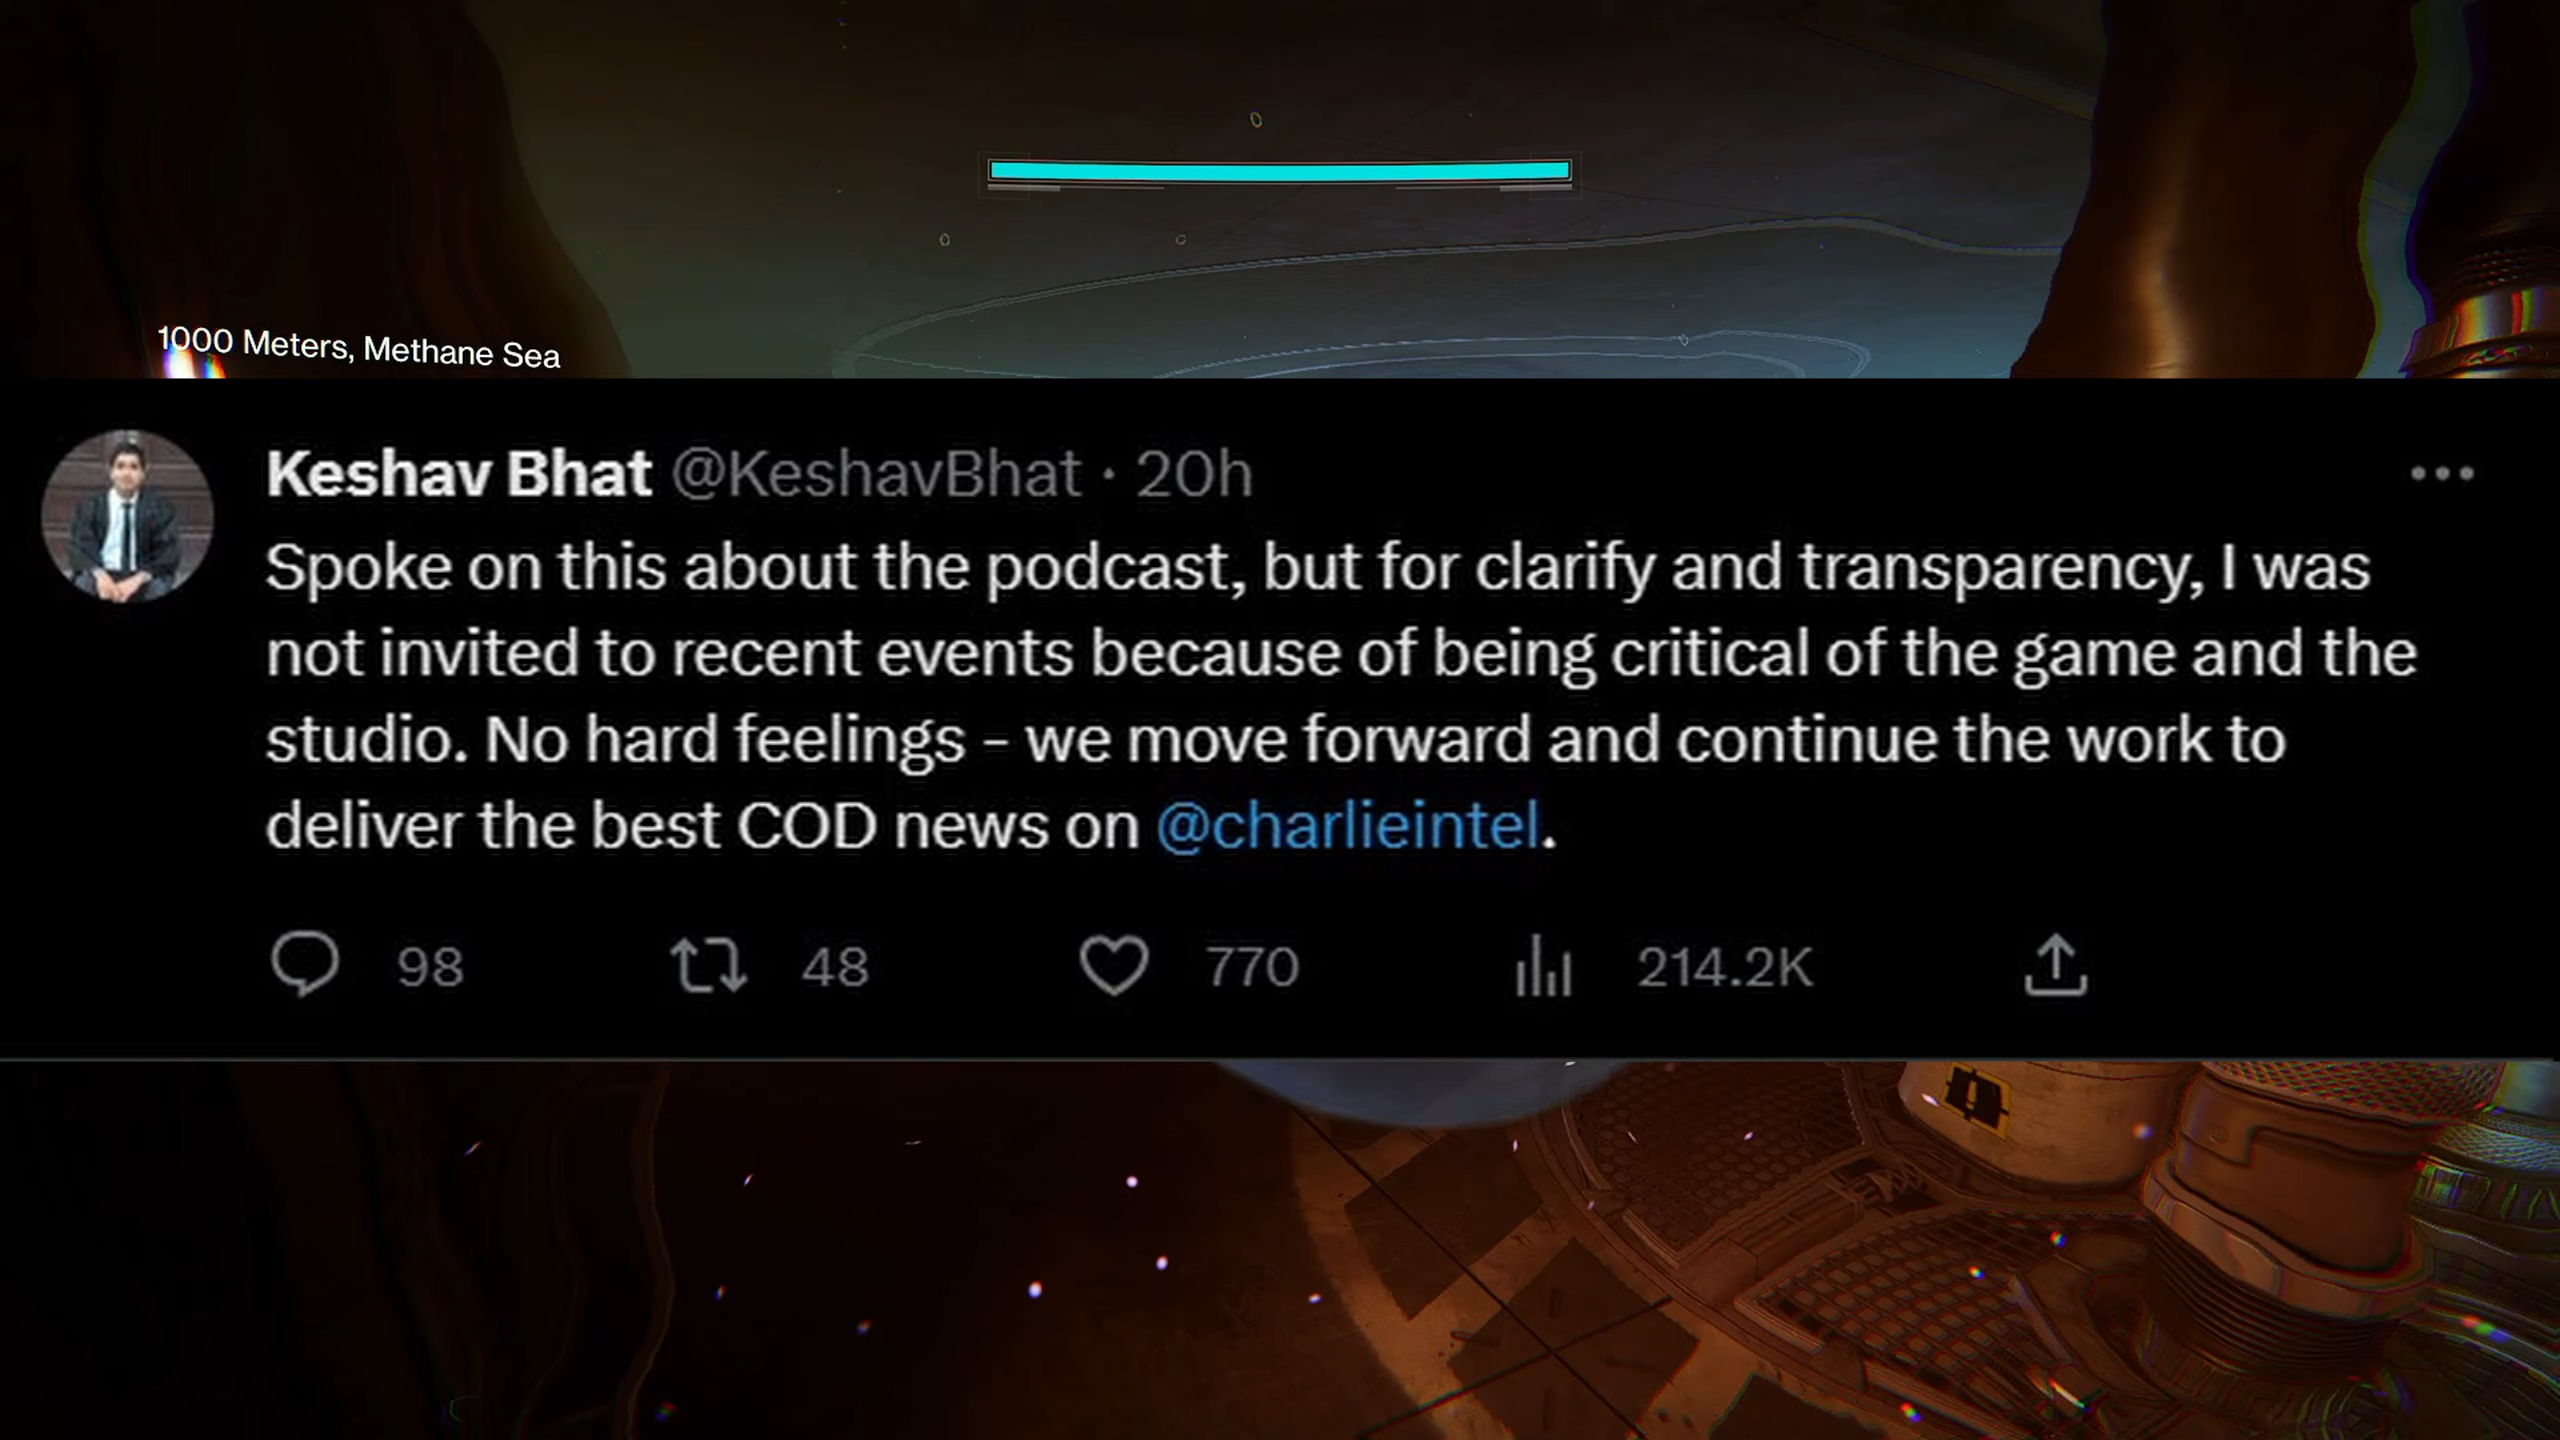 1000 Meters, Methane Sea
Keshav Bhat @KeshavBhat · 20h
Spoke on this about the podcast, but for clarify and transparency, I was
not invited to recent events because of being critical of the game and the
studio. No hard feelings – we move forward and continue the work to
deliver the best COD news on @charlieintel.
98 48 770 214.2K